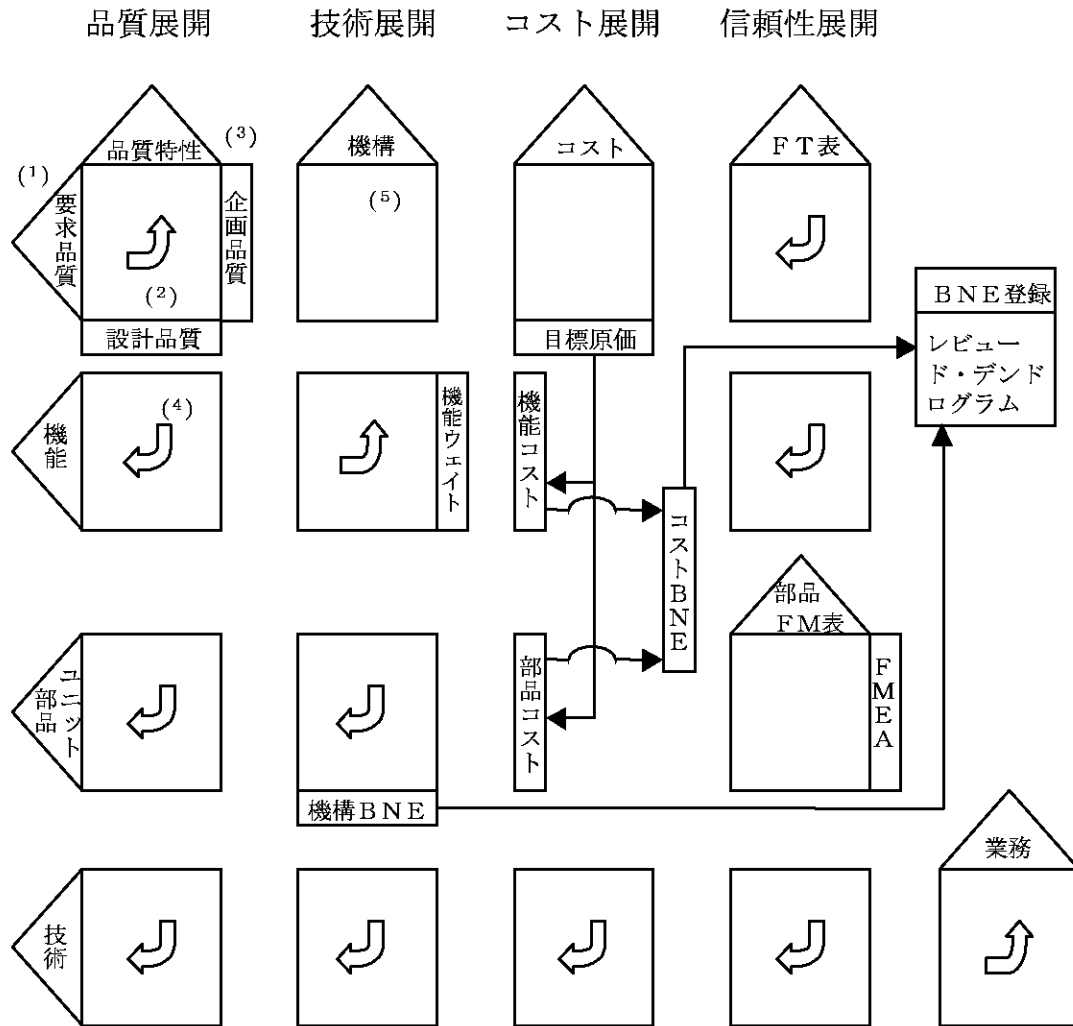 品質展開
技術展開
コスト展開
信頼性展開
(1)
(3)
品質特性
機構
コスト
ＦＴ表
要求品質
(2)
企画品質
(5)
設計品質
目標原価
ＢＮＥ登録
レビュー
ド・デンド
ログラム
機能
(4)
機能ウェイト
機能コスト
コストＢＮＥ
部品
ＦＭ表
ユニット
部品
部品コスト
ＦＭＥＡ
機構ＢＮＥ
業務
技術